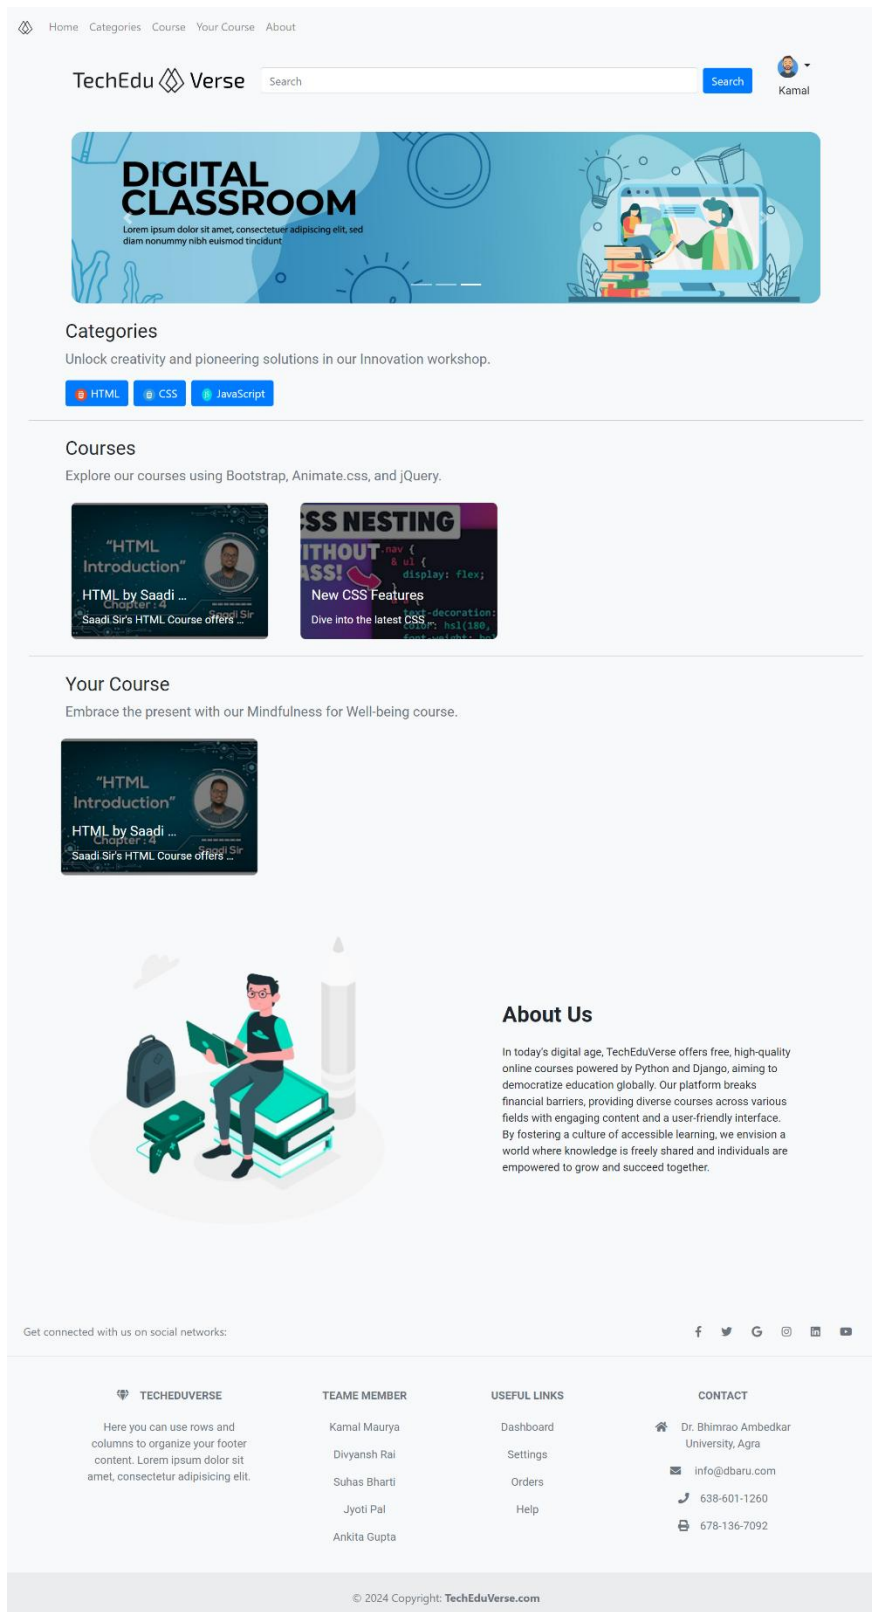 Home Categories Course Your Course About
TechEdu Verse
Search
Search
Kamal
DIGITAL
CLASSROOM
Lorem ipsum dolor sit amet, consectetuer adipiscing elit, sed
diam nonummy nibh euismod tincidunt
Categories
Unlock creativity and pioneering solutions in our Innovation workshop.
HTML CSS JavaScript
Courses
Explore our courses using Bootstrap, Animate.css, and jQuery.
"HTML
Introduction"
HTML by Saadi ...
Chapter : 4
Saadi Sir
Saadi Sir's HTML Course offers ...
CSS NESTING
WITHOUT
.nav {
& ul {
display: flex;
}
New CSS Features
text-decoration:
Dive into the latest CSS ...
color: hsl(180,
Your Course
Embrace the present with our Mindfulness for Well-being course.
"HTML
Introduction"
HTML by Saadi ...
Chapter : 4
Saadi Sir
Saadi Sir's HTML Course offers ...
About Us
In today's digital age, TechEduVerse offers free, high-quality
online courses powered by Python and Django, aiming to
democratize education globally. Our platform breaks
financial barriers, providing diverse courses across various
fields with engaging content and a user-friendly interface.
By fostering a culture of accessible learning, we envision a
world where knowledge is freely shared and individuals are
empowered to grow and succeed together.
Get connected with us on social networks:
TECHEDUVERSE
Here you can use rows and
columns to organize your footer
content. Lorem ipsum dolor sit
amet, consectetur adipisicing elit.
TEAME MEMBER
Kamal Maurya
Divyansh Rai
Suhas Bharti
Jyoti Pal
Ankita Gupta
USEFUL LINKS
Dashboard
Settings
Orders
Help
CONTACT
Dr. Bhimrao Ambedkar
University, Agra
info@dbaru.com
638-601-1260
678-136-7092
© 2024 Copyright: TechEduVerse.com